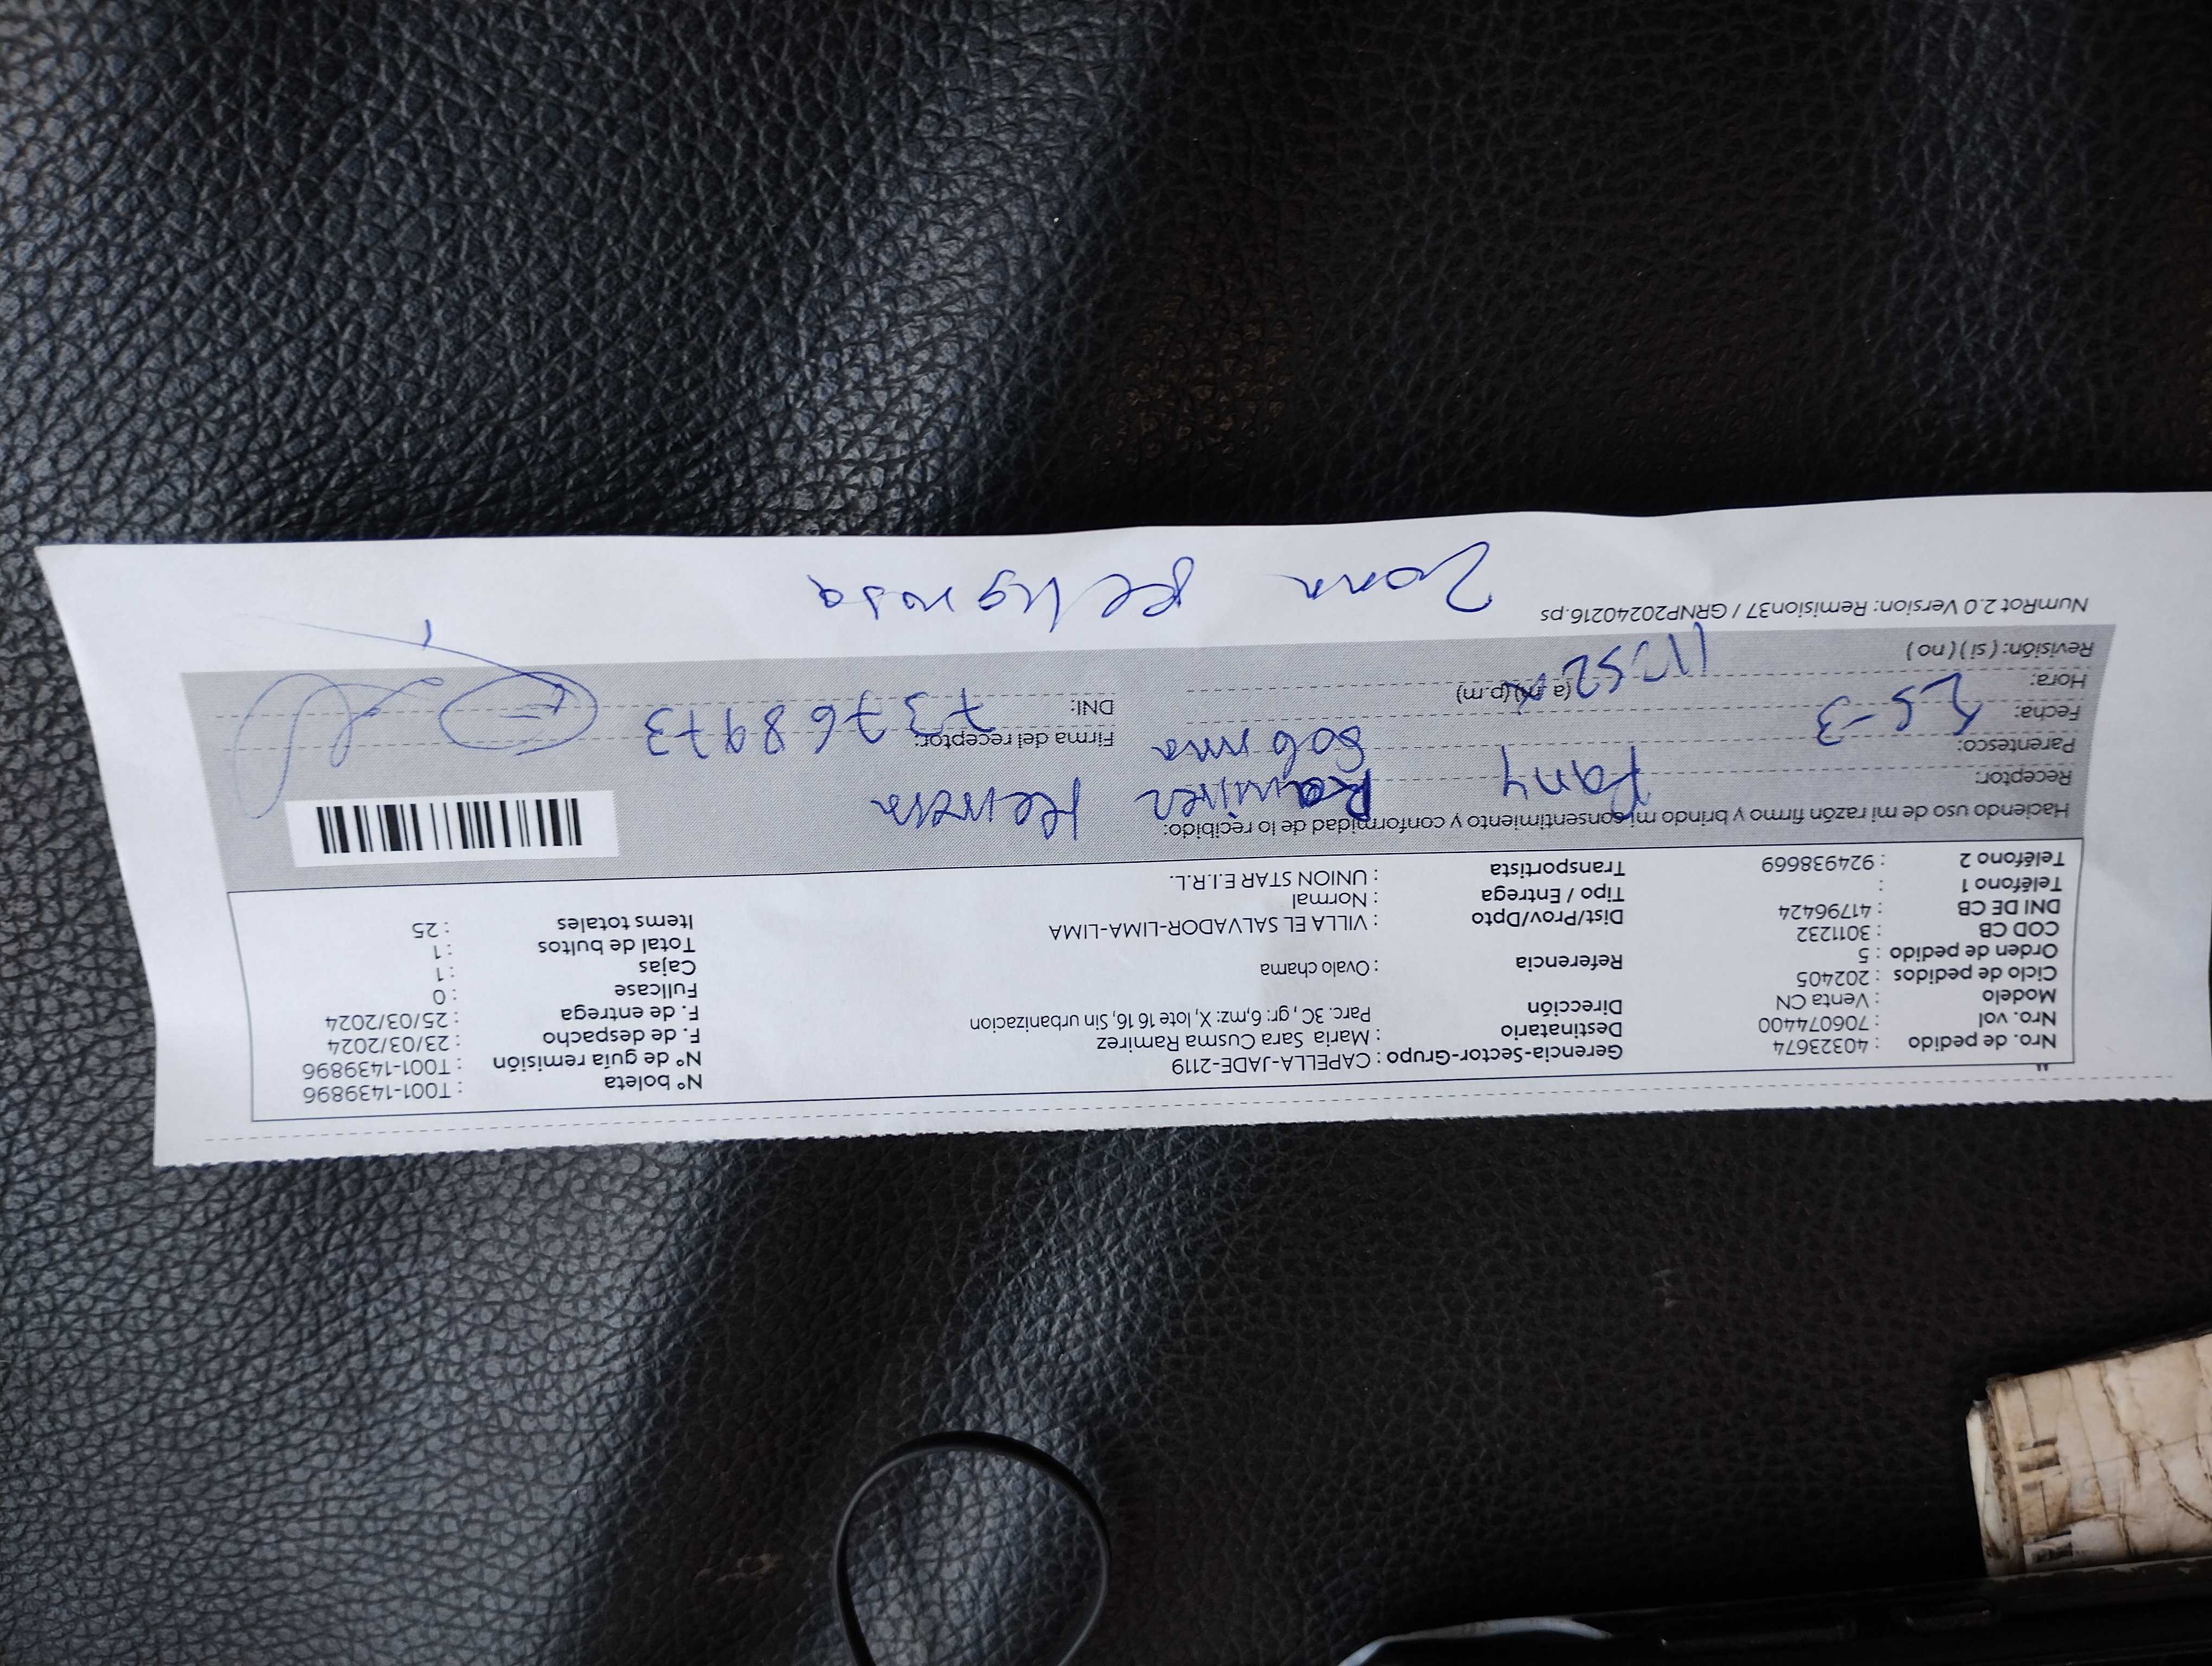 Nro. de pedido : 40323674 Gerencia-Sector-Grupo : CAPELLA-JADE-2119 N° boleta : T001-1439896
Nro. vol : 706074400 Destinatario : Maria Sara Cusma Ramirez N° de guía remisión : T001-1439896
Modelo : Venta CN Dirección Parc: 3C , gr: 6,mz: X, lote 16 16, Sin urbanizacion F. de despacho : 23/03/2024
Ciclo de pedidos : 202405 F. de entrega : 25/03/2024
Orden de pedido : 5 Referencia : Ovalo chama Fullcase : 0
COD CB : 3011232 Cajas : 1
DNI DE CB : 41796424 Dist/Prov/Dpto : VILLA EL SALVADOR-LIMA-LIMA Total de bultos : 1
Teléfono 1 : Tipo / Entrega : Normal Items totales : 25
Teléfono 2 : 924938669 Transportista : UNION STAR E.I.R.L.
Haciendo uso de mi razón firmo y brindo mi consentimiento y conformidad de lo recibido:
Receptor: Fany Ramirez
Parentesco: Sobrina Firma del receptor:
Fecha: 25-3 DNI: 73768973
Hora: 11:52 (a.m) (p.m)
Revisión: ( si ) ( no )
NumRot 2.0 Version: Remision37 / GRNP20240216.ps
Zona peligrosa